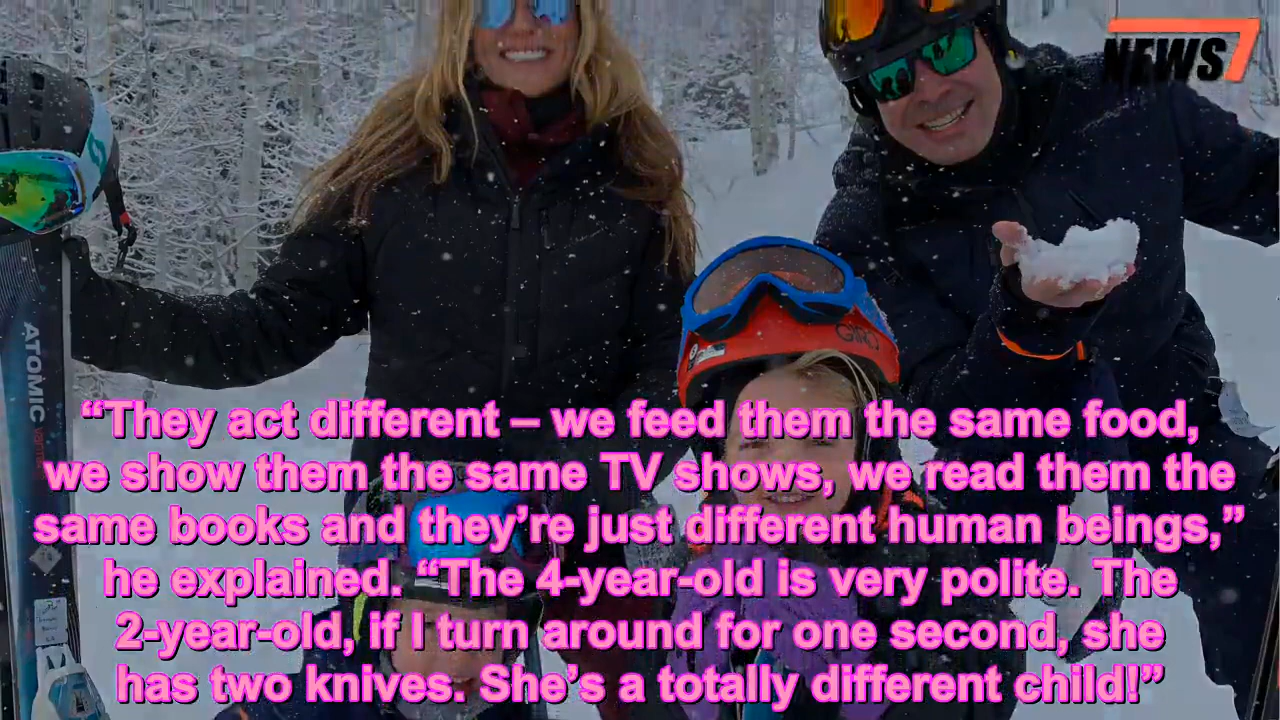 NEWS7
GIRO
ATOMIC
“They act different – we feed them the same food,
we show them the same TV shows, we read them the
same books and they’re just different human beings,”
he explained. “The 4-year-old is very polite. The
2-year-old, if I turn around for one second, she
has two knives. She’s a totally different child!”